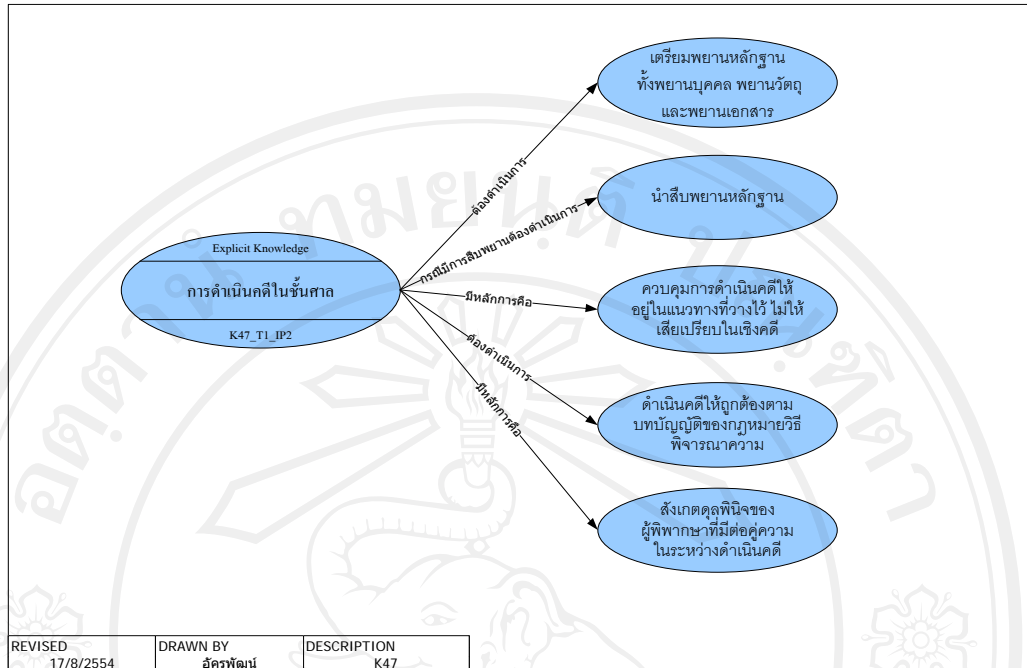 เตรียมพยานหลักฐาน
ทั้งพยานบุคคล พยานวัตถุ
และพยานเอกสาร
ต้องดำเนินการ
นำสืบพยานหลักฐาน
กรณีมีการสืบพยานต้องดำเนินการ
Explicit Knowledge
การดำเนินคดีในชั้นศาล
K47_T1_IP2
มีหลักการคือ
ควบคุมการดำเนินคดีให้
อยู่ในแนวทางที่วางไว้ ไม่ให้
เสียเปรียบในเชิงคดี
ต้องดำเนินการ
ดำเนินคดีให้ถูกต้องตาม
บทบัญญัติของกฎหมายวิธี
พิจารณาความ
มีหลักการคือ
สังเกตดุลพินิจของ
ผู้พิพากษาที่มีต่อคู่ความ
ในระหว่างดำเนินคดี
อตฺตานํ ทมยนฺติ ปณฺฑิตา
REVISED DRAWN BY DESCRIPTION
17/8/2554 อัครพัฒน์ K47